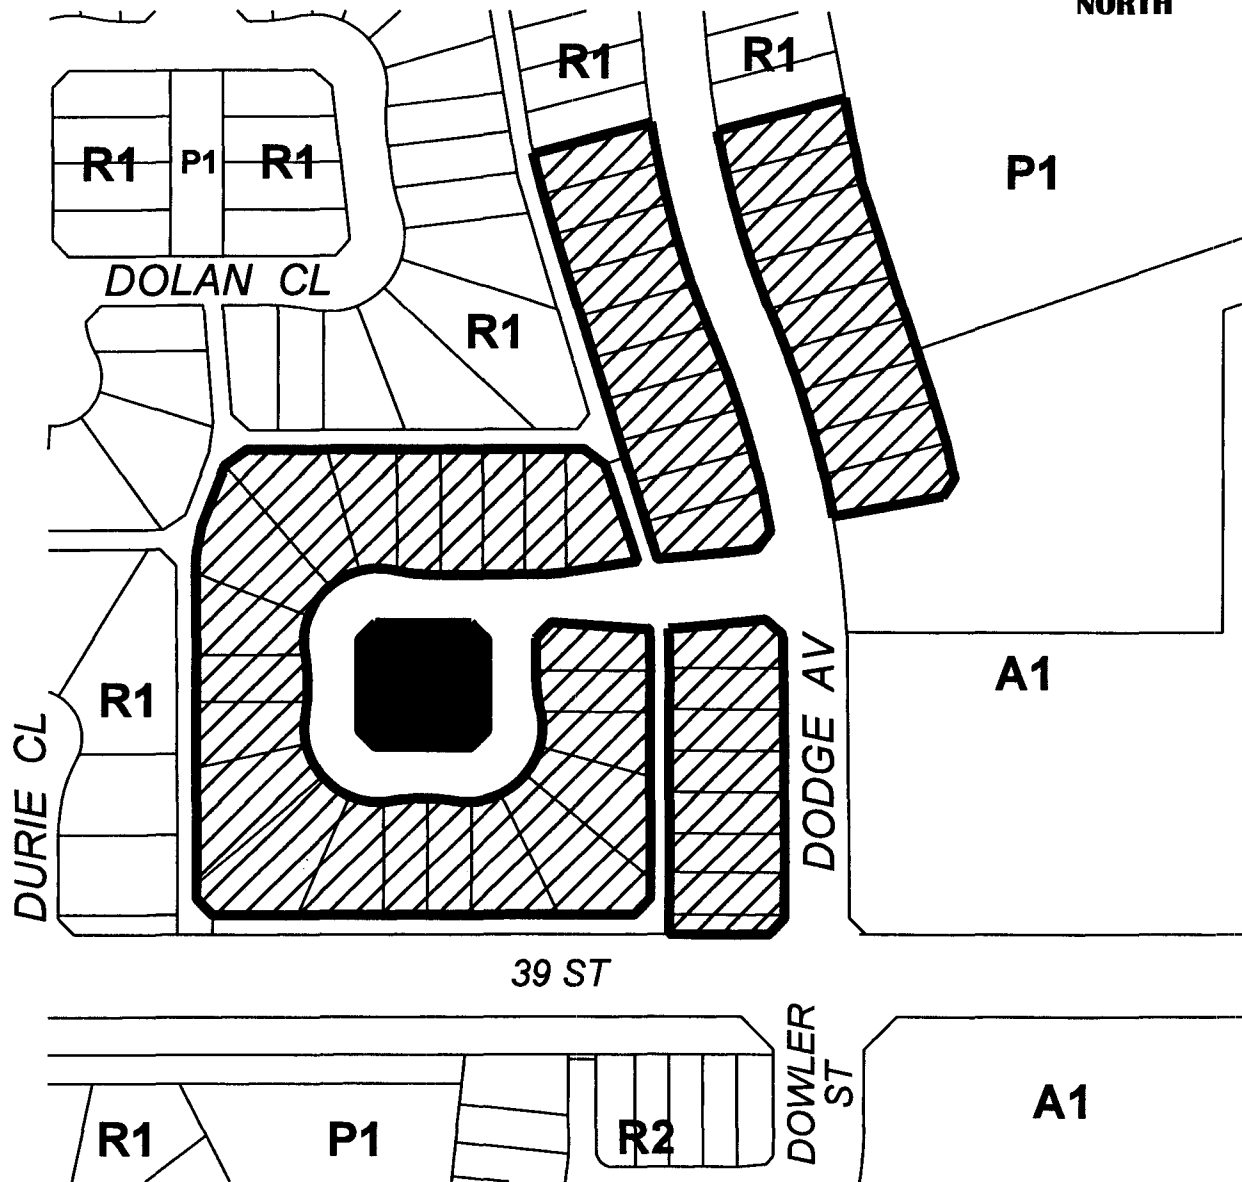 NORTH
R1
R1
R1
P1
R1
P1
DOLAN CL
R1
R1
A1
DURIE CL
DODGE AV
39 ST
DOWLER
ST
R1
P1
R2
A1